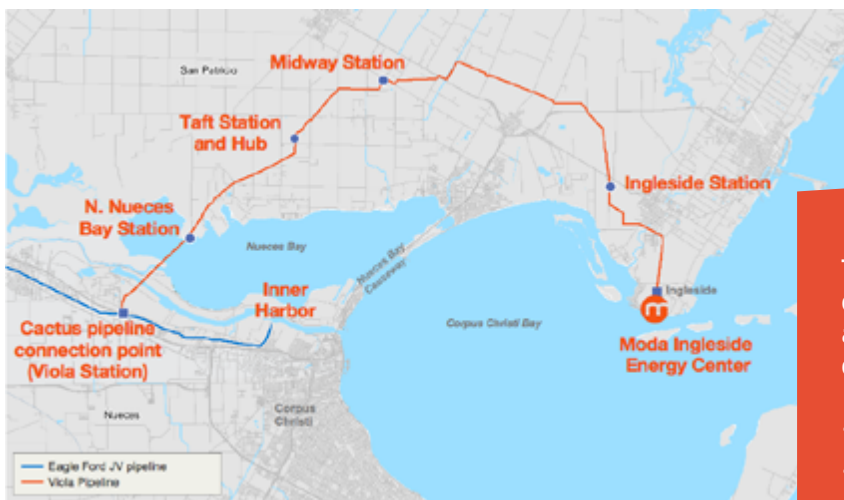 San Patricio
Midway Station
Taft Station
and Hub
Ingleside Station
N. Nueces
Bay Station
Nueces Bay
Nueces Bay
Causeway
Inner
Harbor
Ingleside
Cactus pipeline
connection point
(Viola Station)
Corpus Christi Bay
Moda Ingleside
Energy Center
Corpus
Christi
Nueces
Eagle Ford JV pipeline
Viola Pipeline